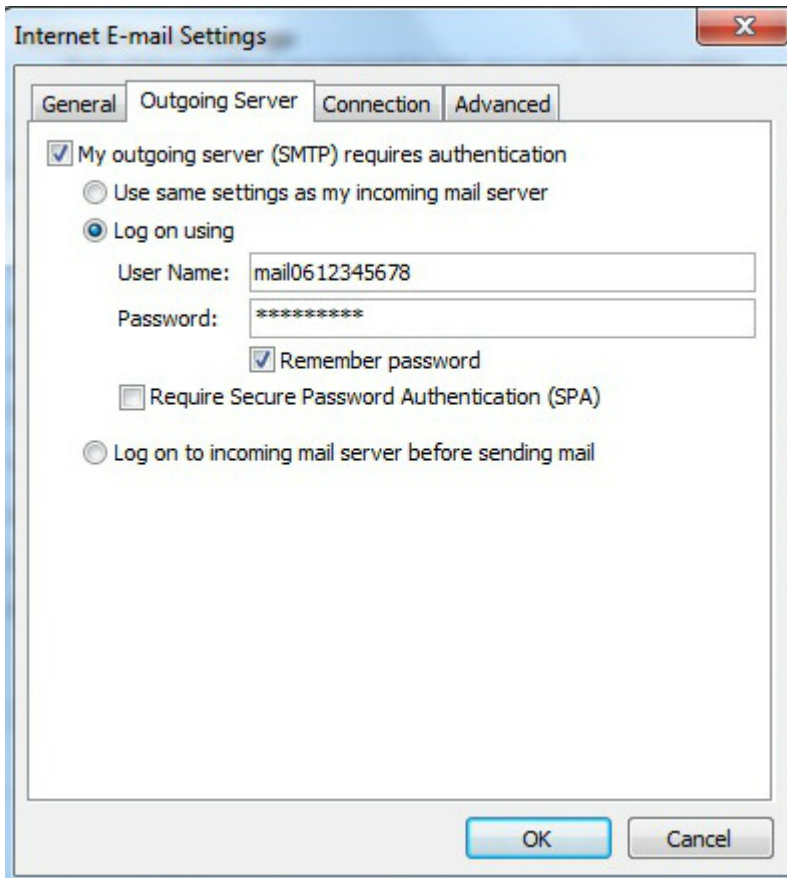 Internet E-mail Settings
X
General Outgoing Server Connection Advanced
My outgoing server (SMTP) requires authentication
Use same settings as my incoming mail server
Log on using
User Name: mail0612345678
Password: *********
Remember password
Require Secure Password Authentication (SPA)
Log on to incoming mail server before sending mail
OK Cancel